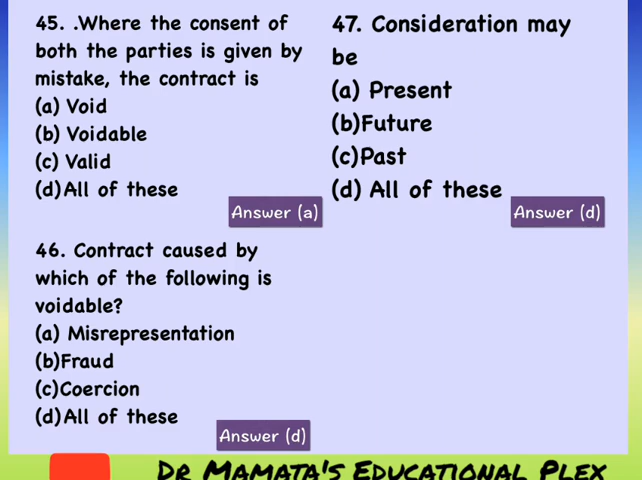 45. .Where the consent of
both the parties is given by
mistake, the contract is
(a) Void
(b) Voidable
(c) Valid
(d)All of these
Answer (a)
46. Contract caused by
which of the following is
voidable?
(a) Misrepresentation
(b)Fraud
(c)Coercion
(d)All of these
Answer (d)
47. Consideration may
be
(a) Present
(b)Future
(c)Past
(d) All of these
Answer (d)
Dr Mamata's Educational Plex